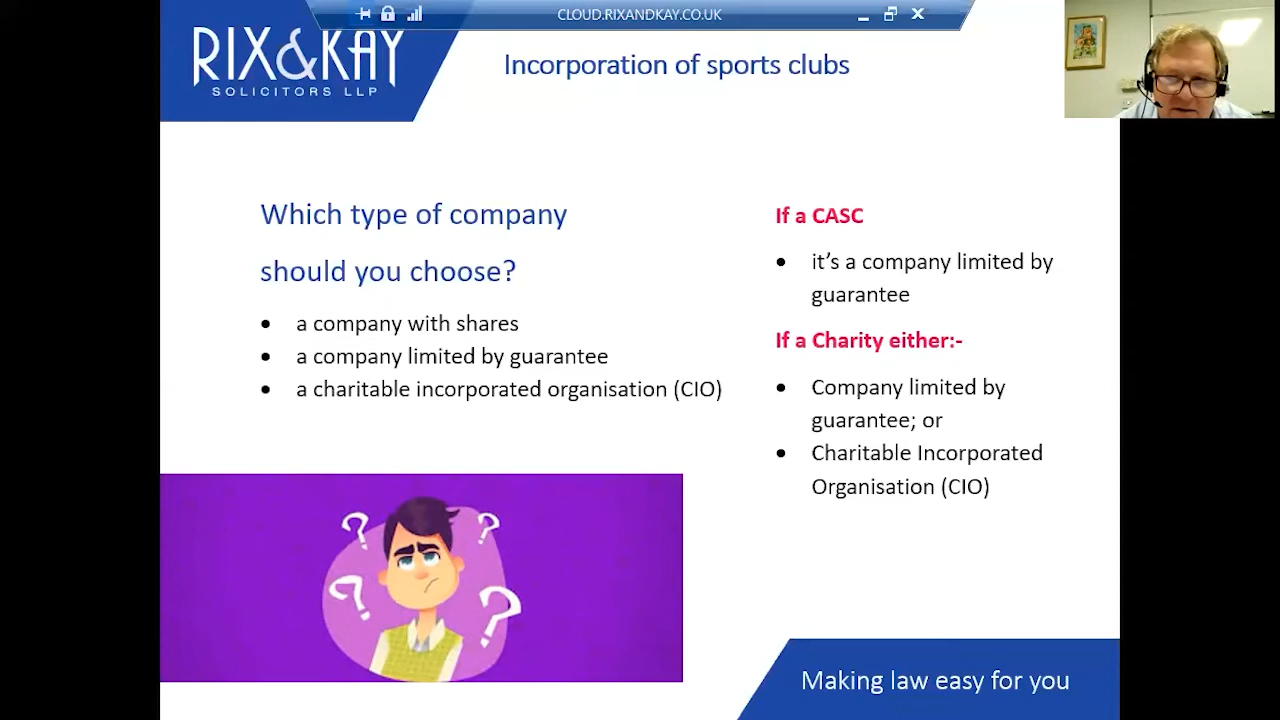 CLOUD.RIXANDKAY.CO.UK
RIX&KAY
SOLICITORS LLP
Incorporation of sports clubs
Which type of company
should you choose?
• a company with shares
• a company limited by guarantee
• a charitable incorporated organisation (CIO)
If a CASC
• it’s a company limited by
guarantee
If a Charity either:-
• Company limited by
guarantee; or
• Charitable Incorporated
Organisation (CIO)
? ? ? ?
Making law easy for you